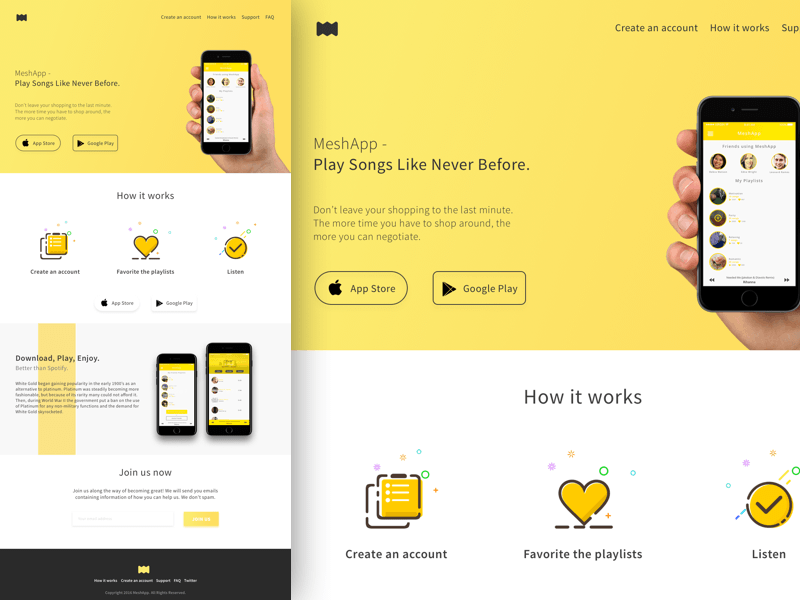 Create an account
How it works
Support
FAQ
MeshApp -
Play Songs Like Never Before.
Don't leave your shopping to the last minute.
The more time you have to shop around, the
more you can negotiate.
App Store
Google Play
How it works
Create an account
Favorite the playlists
Listen
App Store
Google Play
Download, Play, Enjoy.
Better than Spotify.
White Gold began gaining popularity in the early 1900's as an
alternative to platinum. Platinum was steadily becoming more
fashionable, but because of its rarity many could not afford it.
Then, during World War II the government put a ban on the use
of Platinum for any non-military functions and the demand for
White Gold skyrocketed
Join us now
Join us along the way of becoming great! We will send you emails
containing information of how you can help us. We don't spam.
JOIN US
How it works
Create an account
Support
FAQ
Twitter
Copyright 2016 MeshApp. All Rights Reserved
Create an account
How it works
Sup
MeshApp -
Play Songs Like Never Before.
Don't leave your shopping to the last minute.
The more time you have to shop around, the
more you can negotiate.
App Store
Google Play
MeshApp
Friends using MeshApp
My Playlists
How it works
Create an account
Favorite the playlists
Listen